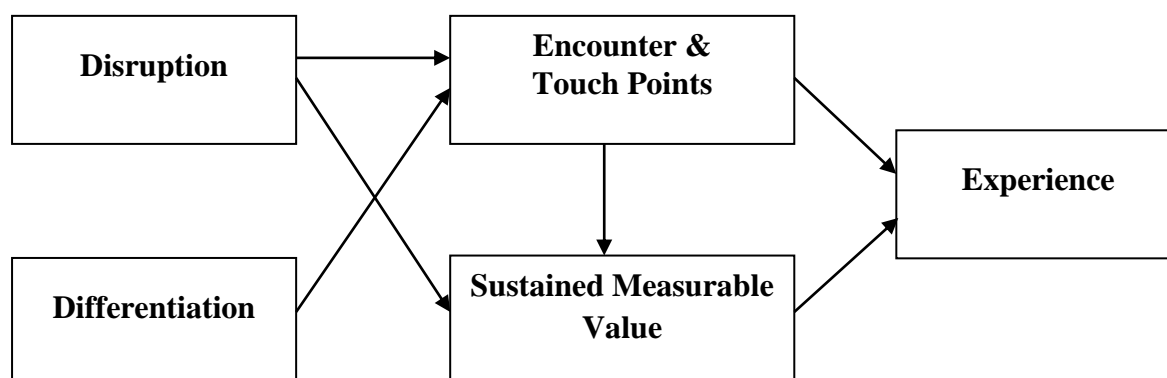 Disruption
Encounter &
Touch Points
Experience
Differentiation
Sustained Measurable
Value